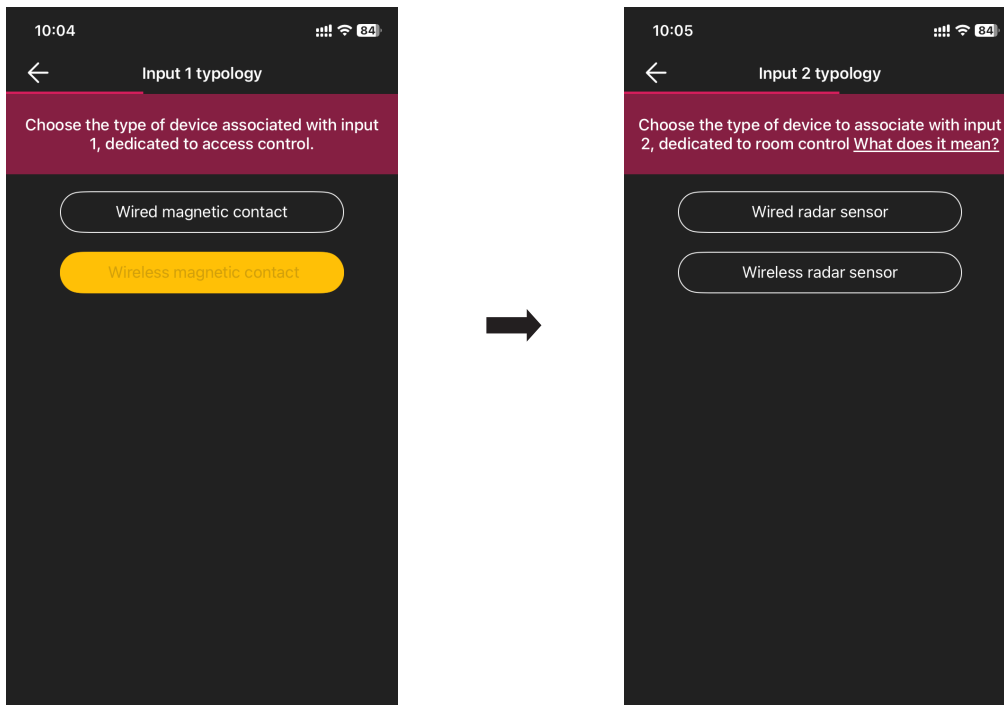 10:04
84
Input 1 typology
Choose the type of device associated with input
1, dedicated to access control.
Wired magnetic contact
Wireless magnetic contact
10:05
84
Input 2 typology
Choose the type of device to associate with input
2, dedicated to room control What does it mean?
Wired radar sensor
Wireless radar sensor